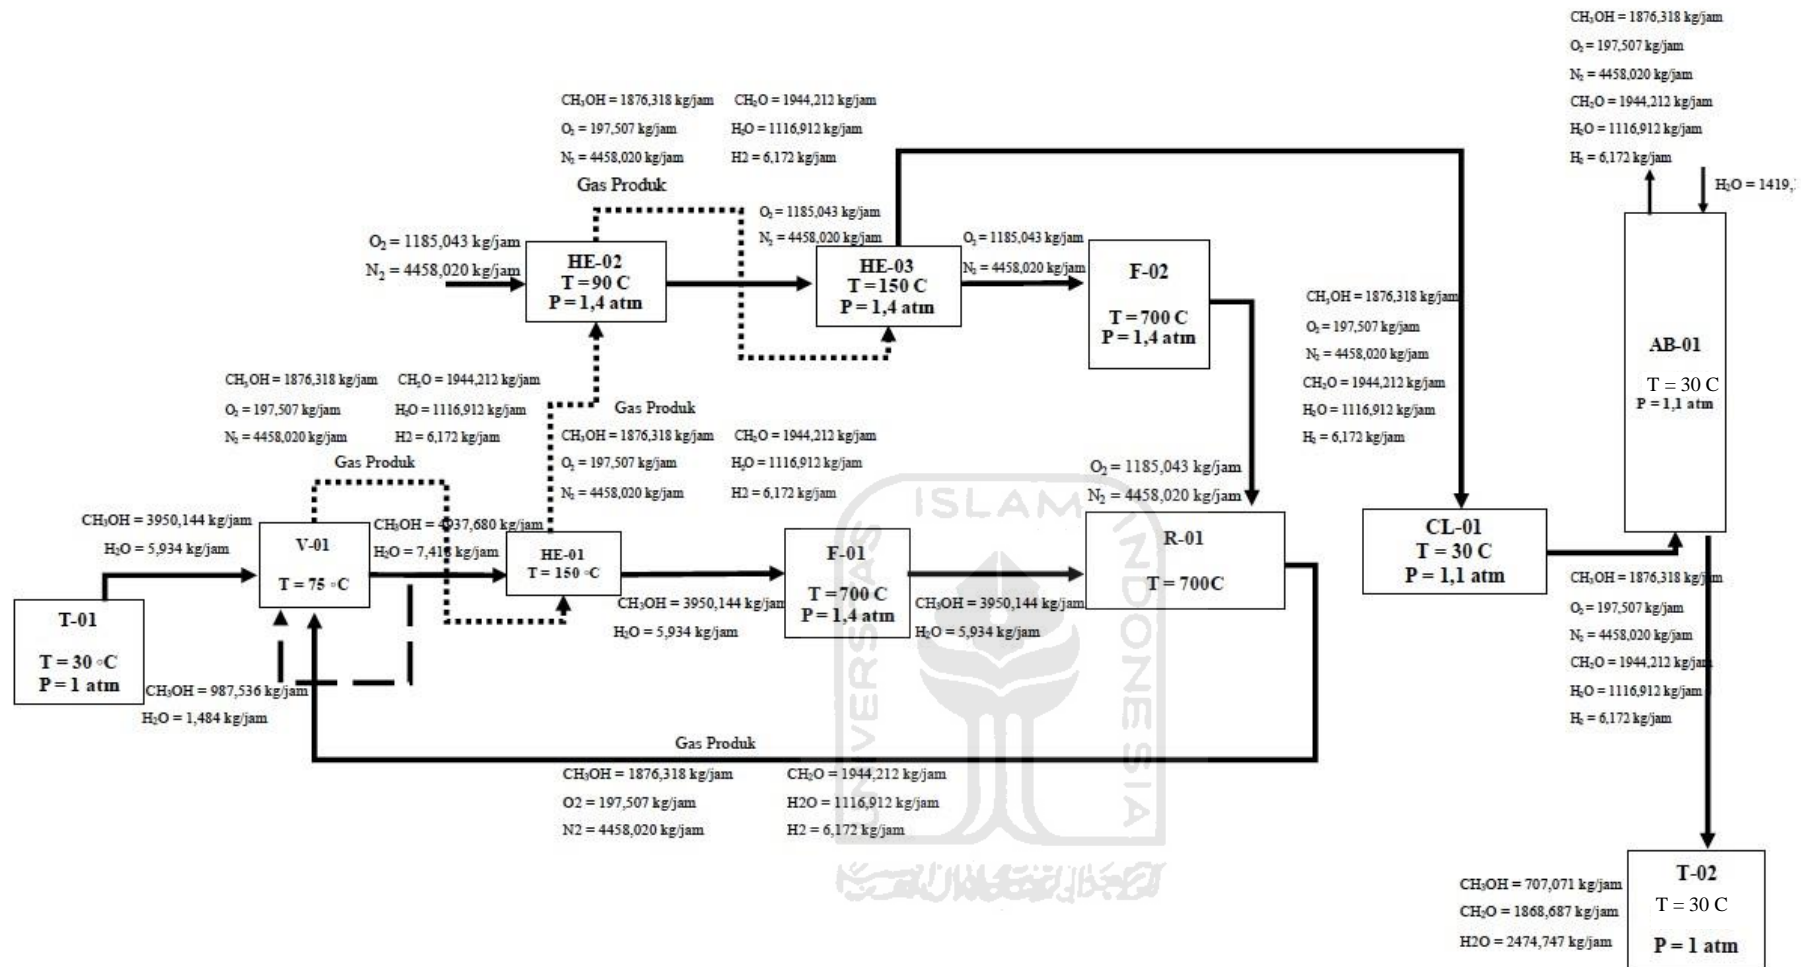 CH₃OH = 1876,318 kg/jam
O₂ = 197,507 kg/jam
N₂ = 4458,020 kg/jam
CH₂O = 1944,212 kg/jam
H₂O = 1116,912 kg/jam
H₂ = 6,172 kg/jam
H₂O = 1419,
CH₃OH = 1876,318 kg/jam CH₂O = 1944,212 kg/jam
O₂ = 197,507 kg/jam H₂O = 1116,912 kg/jam
N₂ = 4458,020 kg/jam H2 = 6,172 kg/jam
Gas Produk
O₂ = 1185,043 kg/jam
N₂ = 4458,020 kg/jam
HE-02
T = 90 C
P = 1,4 atm
O₂ = 1185,043 kg/jam
N₂ = 4458,020 kg/jam
HE-03
T = 150 C
P = 1,4 atm
O₂ = 1185,043 kg/jam
N₂ = 4458,020 kg/jam
F-02
T = 700 C
P = 1,4 atm
CH₃OH = 1876,318 kg/jam
O₂ = 197,507 kg/jam
N₂ = 4458,020 kg/jam
CH₂O = 1944,212 kg/jam
H₂O = 1116,912 kg/jam
H₂ = 6,172 kg/jam
AB-01
T = 30 C
P = 1,1 atm
CH₃OH = 1876,318 kg/jam CH₂O = 1944,212 kg/jam
O₂ = 197,507 kg/jam H₂O = 1116,912 kg/jam
N₂ = 4458,020 kg/jam H2 = 6,172 kg/jam
Gas Produk
Gas Produk
CH₃OH = 1876,318 kg/jam CH₂O = 1944,212 kg/jam
O₂ = 197,507 kg/jam H₂O = 1116,912 kg/jam
N₂ = 4458,020 kg/jam H2 = 6,172 kg/jam
O₂ = 1185,043 kg/jam
N₂ = 4458,020 kg/jam
CH₃OH = 3950,144 kg/jam
H₂O = 5,934 kg/jam
V-01
T = 75 ◦C
CH₃OH = 4937,680 kg/jam
H₂O = 7,418 kg/jam
HE-01
T = 150 ◦C
F-01
T = 700 C
P = 1,4 atm
R-01
T = 700C
CL-01
T = 30 C
P = 1,1 atm
T-01
T = 30 ◦C
P = 1 atm
CH₃OH = 3950,144 kg/jam
H₂O = 5,934 kg/jam
CH₃OH = 3950,144 kg/jam
H₂O = 5,934 kg/jam
CH₃OH = 1876,318 kg/jam
O₂ = 197,507 kg/jam
N₂ = 4458,020 kg/jam
CH₂O = 1944,212 kg/jam
H₂O = 1116,912 kg/jam
H₂ = 6,172 kg/jam
CH₃OH = 987,536 kg/jam
H₂O = 1,484 kg/jam
Gas Produk
CH₃OH = 1876,318 kg/jam CH₂O = 1944,212 kg/jam
O2 = 197,507 kg/jam H2O = 1116,912 kg/jam
N2 = 4458,020 kg/jam H2 = 6,172 kg/jam
CH₃OH = 707,071 kg/jam
CH₂O = 1868,687 kg/jam
H2O = 2474,747 kg/jam
T-02
T = 30 C
P = 1 atm
UNIVERSITAS ISLAM INDONESIA